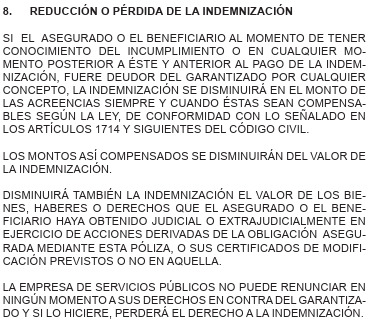 8. REDUCCIÓN O PÉRDIDA DE LA INDEMNIZACIÓN
SI EL ASEGURADO O EL BENEFICIARIO AL MOMENTO DE TENER
CONOCIMIENTO DEL INCUMPLIMIENTO O EN CUALQUIER MO-
MENTO POSTERIOR A ÉSTE Y ANTERIOR AL PAGO DE LA INDEM-
NIZACIÓN, FUERE DEUDOR DEL GARANTIZADO POR CUALQUIER
CONCEPTO, LA INDEMNIZACIÓN SE DISMINUIRÁ EN EL MONTO DE
LAS ACREENCIAS SIEMPRE Y CUANDO ÉSTAS SEAN COMPENSA-
BLES SEGÚN LA LEY, DE CONFORMIDAD CON LO SEÑALADO EN
LOS ARTÍCULOS 1714 Y SIGUIENTES DEL CÓDIGO CIVIL.
LOS MONTOS ASÍ COMPENSADOS SE DISMINUIRÁN DEL VALOR DE
LA INDEMNIZACIÓN.
DISMINUIRÁ TAMBIÉN LA INDEMNIZACIÓN EL VALOR DE LOS BIE-
NES, HABERES O DERECHOS QUE EL ASEGURADO O EL BENE-
FICIARIO HAYA OBTENIDO JUDICIAL O EXTRAJUDICIALMENTE EN
EJERCICIO DE ACCIONES DERIVADAS DE LA OBLIGACIÓN ASEGU-
RADA MEDIANTE ESTA PÓLIZA, O SUS CERTIFICADOS DE MODIFI-
CACIÓN PREVISTOS O NO EN AQUELLA.
LA EMPRESA DE SERVICIOS PÚBLICOS NO PUEDE RENUNCIAR EN
NINGÚN MOMENTO A SUS DERECHOS EN CONTRA DEL GARANTIZA-
DO Y SI LO HICIERE, PERDERÁ EL DERECHO A LA INDEMNIZACIÓN.